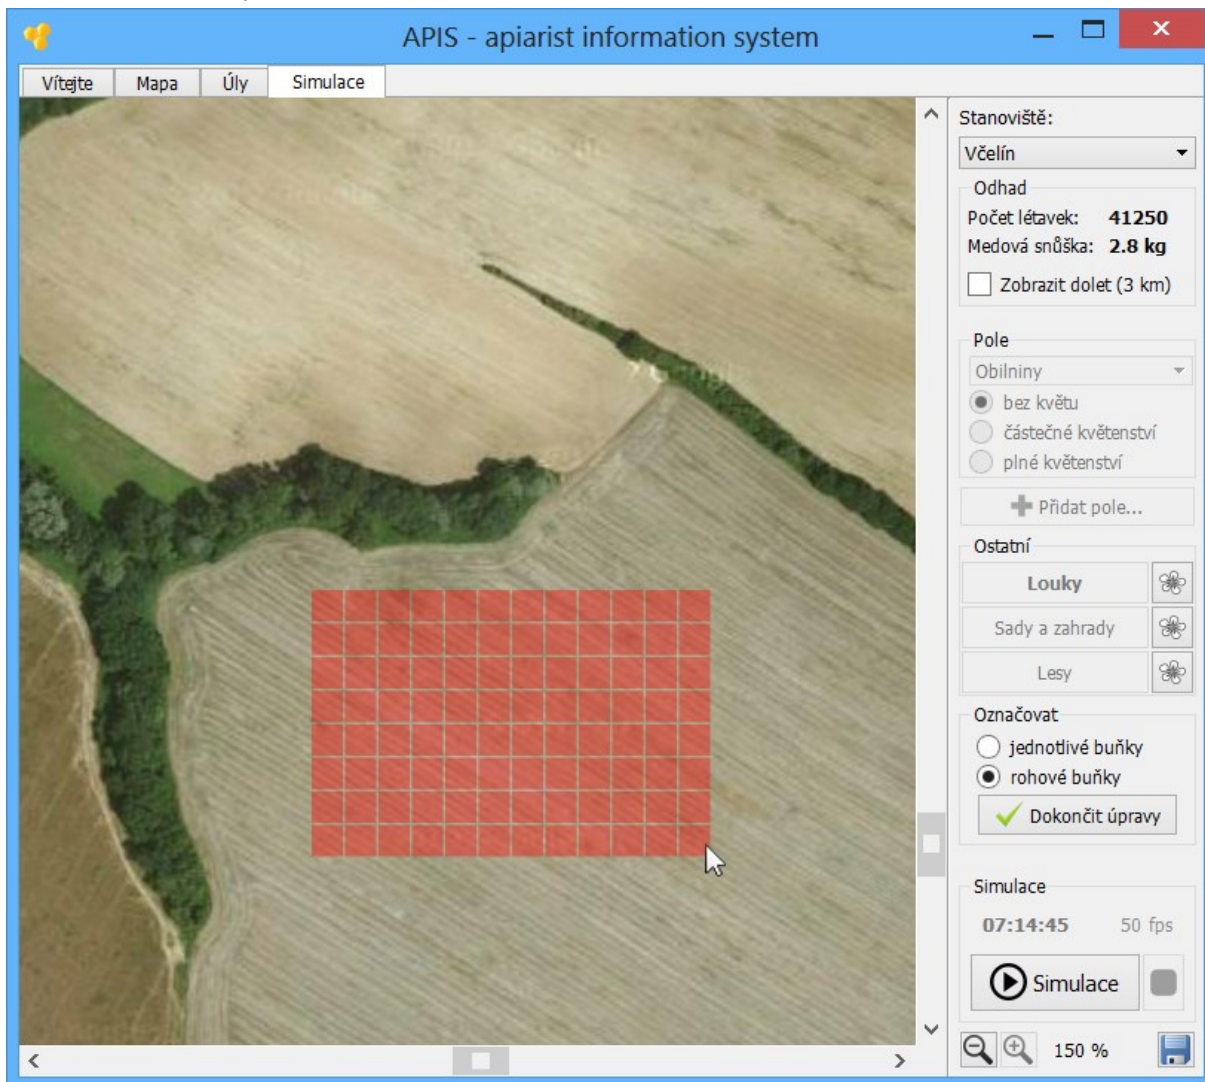 APIS - apiarist information system
Vítejte Mapa Úly Simulace
Stanoviště:
Včelín
Odhad
Počet létavek: 41250
Medová snůška: 2.8 kg
Zobrazit dolet (3 km)
Pole
Obilniny
bez květu
částečné květenství
plné květenství
Přidat pole...
Ostatní
Louky
Sady a zahrady
Lesy
Označovat
jednotlivé buňky
rohové buňky
Dokončit úpravy
Simulace
07:14:45 50 fps
Simulace
150 %